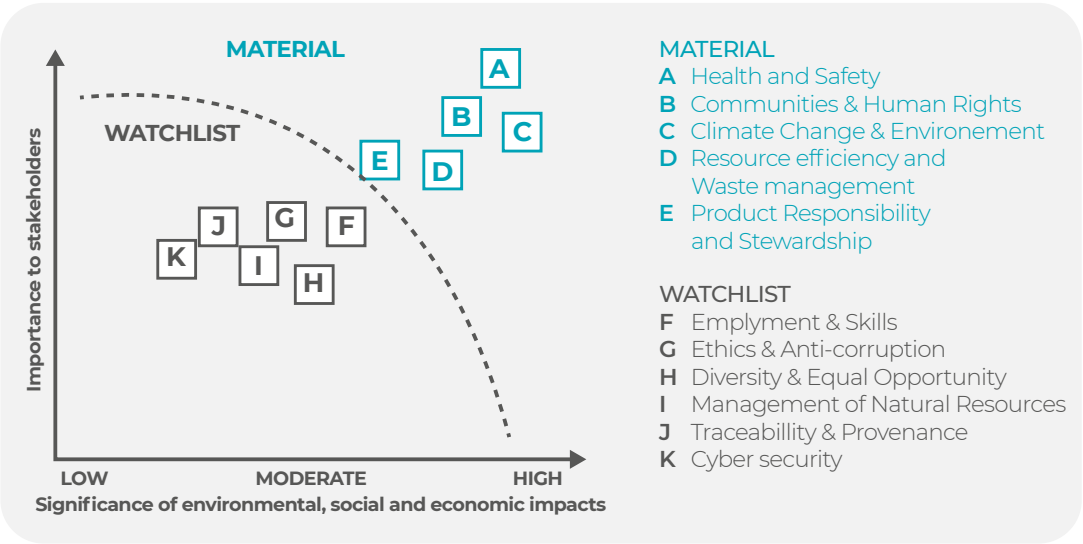 MATERIAL
WATCHLIST
A
B
C
E
D
G
J
F
K
I
H
Importance to stakeholders
LOW
MODERATE
HIGH
Significance of environmental, social and economic impacts
MATERIAL
A Health and Safety
B Communities & Human Rights
C Climate Change & Environement
D Resource efficiency and
Waste management
E Product Responsibility
and Stewardship
WATCHLIST
F Emplyment & Skills
G Ethics & Anti-corruption
H Diversity & Equal Opportunity
I Management of Natural Resources
J Traceabillity & Provenance
K Cyber security